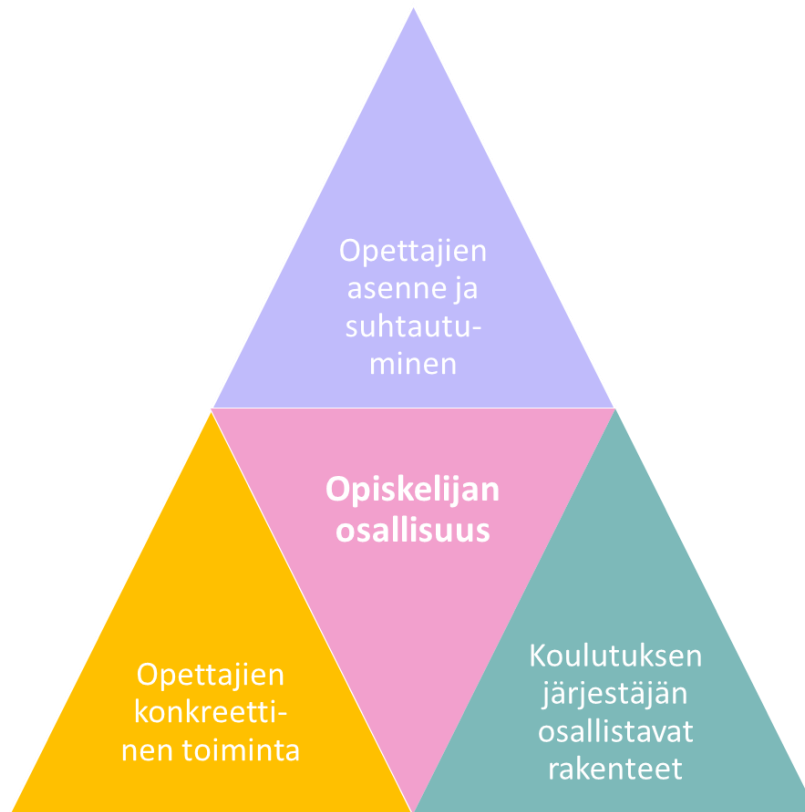 Opettajien
asenne ja
suhtautu-
minen
Opiskelijan
osallisuus
Opettajien
konkreetti-
nen toiminta
Koulutuksen
järjestäjän
osallistavat
rakenteet